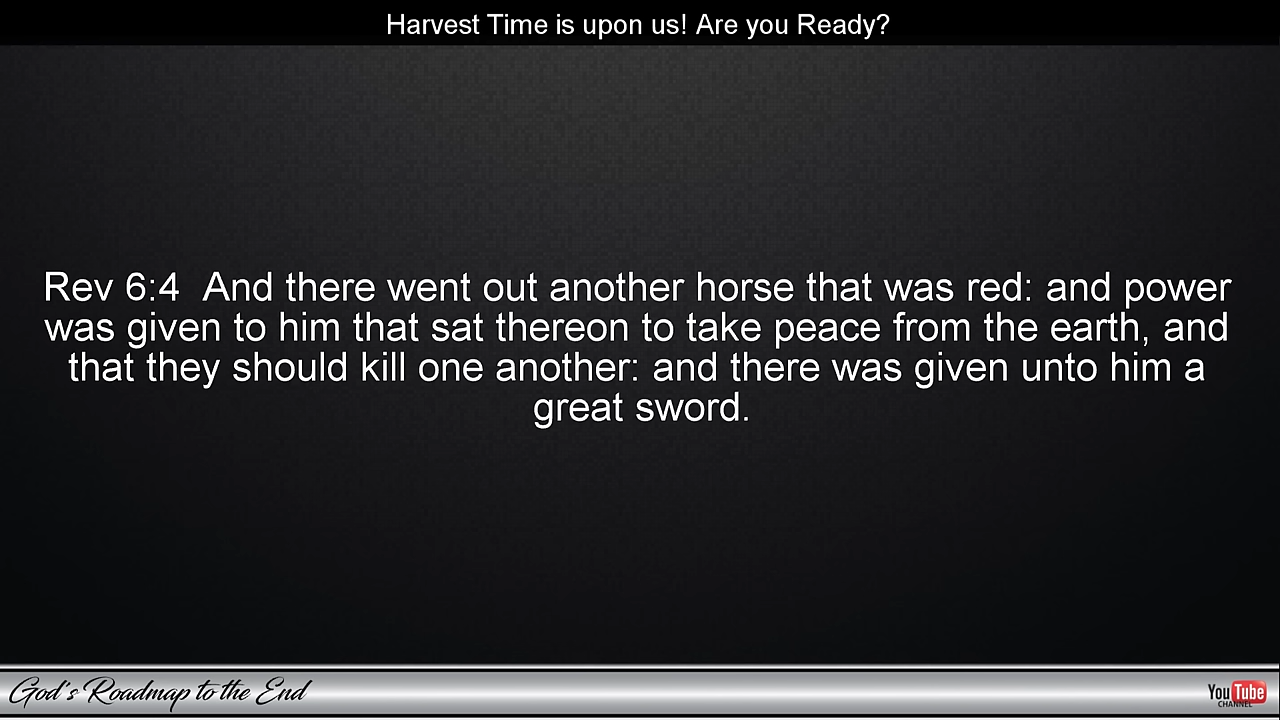 Harvest Time is upon us! Are you Ready?
Rev 6:4  And there went out another horse that was red: and power
was given to him that sat thereon to take peace from the earth, and
that they should kill one another: and there was given unto him a
great sword.
God's Roadmap to the End
YouTube
CHANNEL